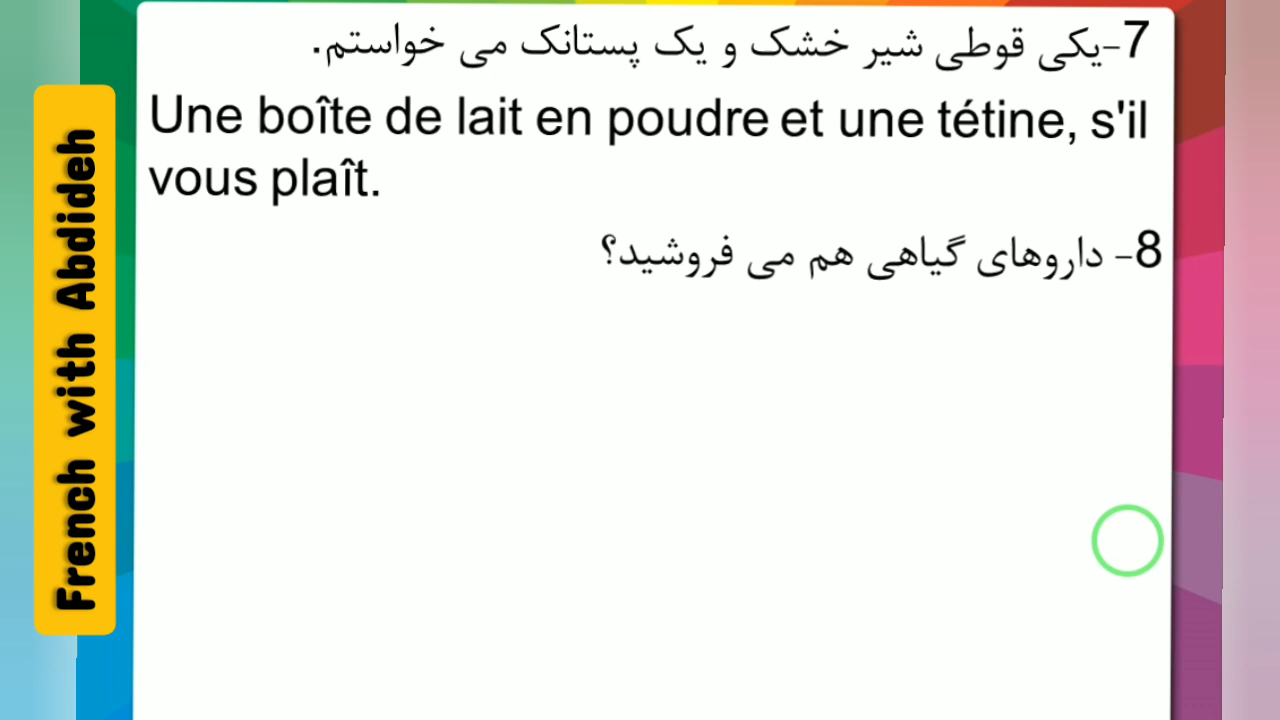 French with Abdideh
7-یکی قوطی شیر خشک و یک پستانک می خواستم.
Une boîte de lait en poudre et une tétine, s'il
vous plaît.
8- داروهای گیاهی هم می فروشید؟